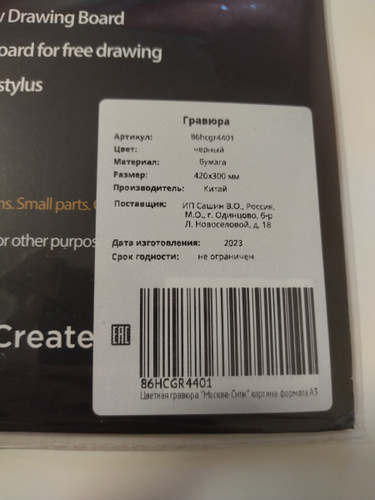 Drawing Board
oard for free drawing
stylus
ns. Small parts.
or other purpos
Create
Гравюра
Артикул: 86hcgr4401
Цвет: черный
Материал: бумага
Размер: 420х300 мм
Производитель: Китай
Поставщик: ИП Сашин В.О., Россия,
М.О., г. Одинцово, б-р
Л. Новоселовой, д. 18
Дата изготовления: 2023
Срок годности: не ограничен
EAC
86HCGR4401
Цветная гравюра "Москва-Сити" картина формата А3